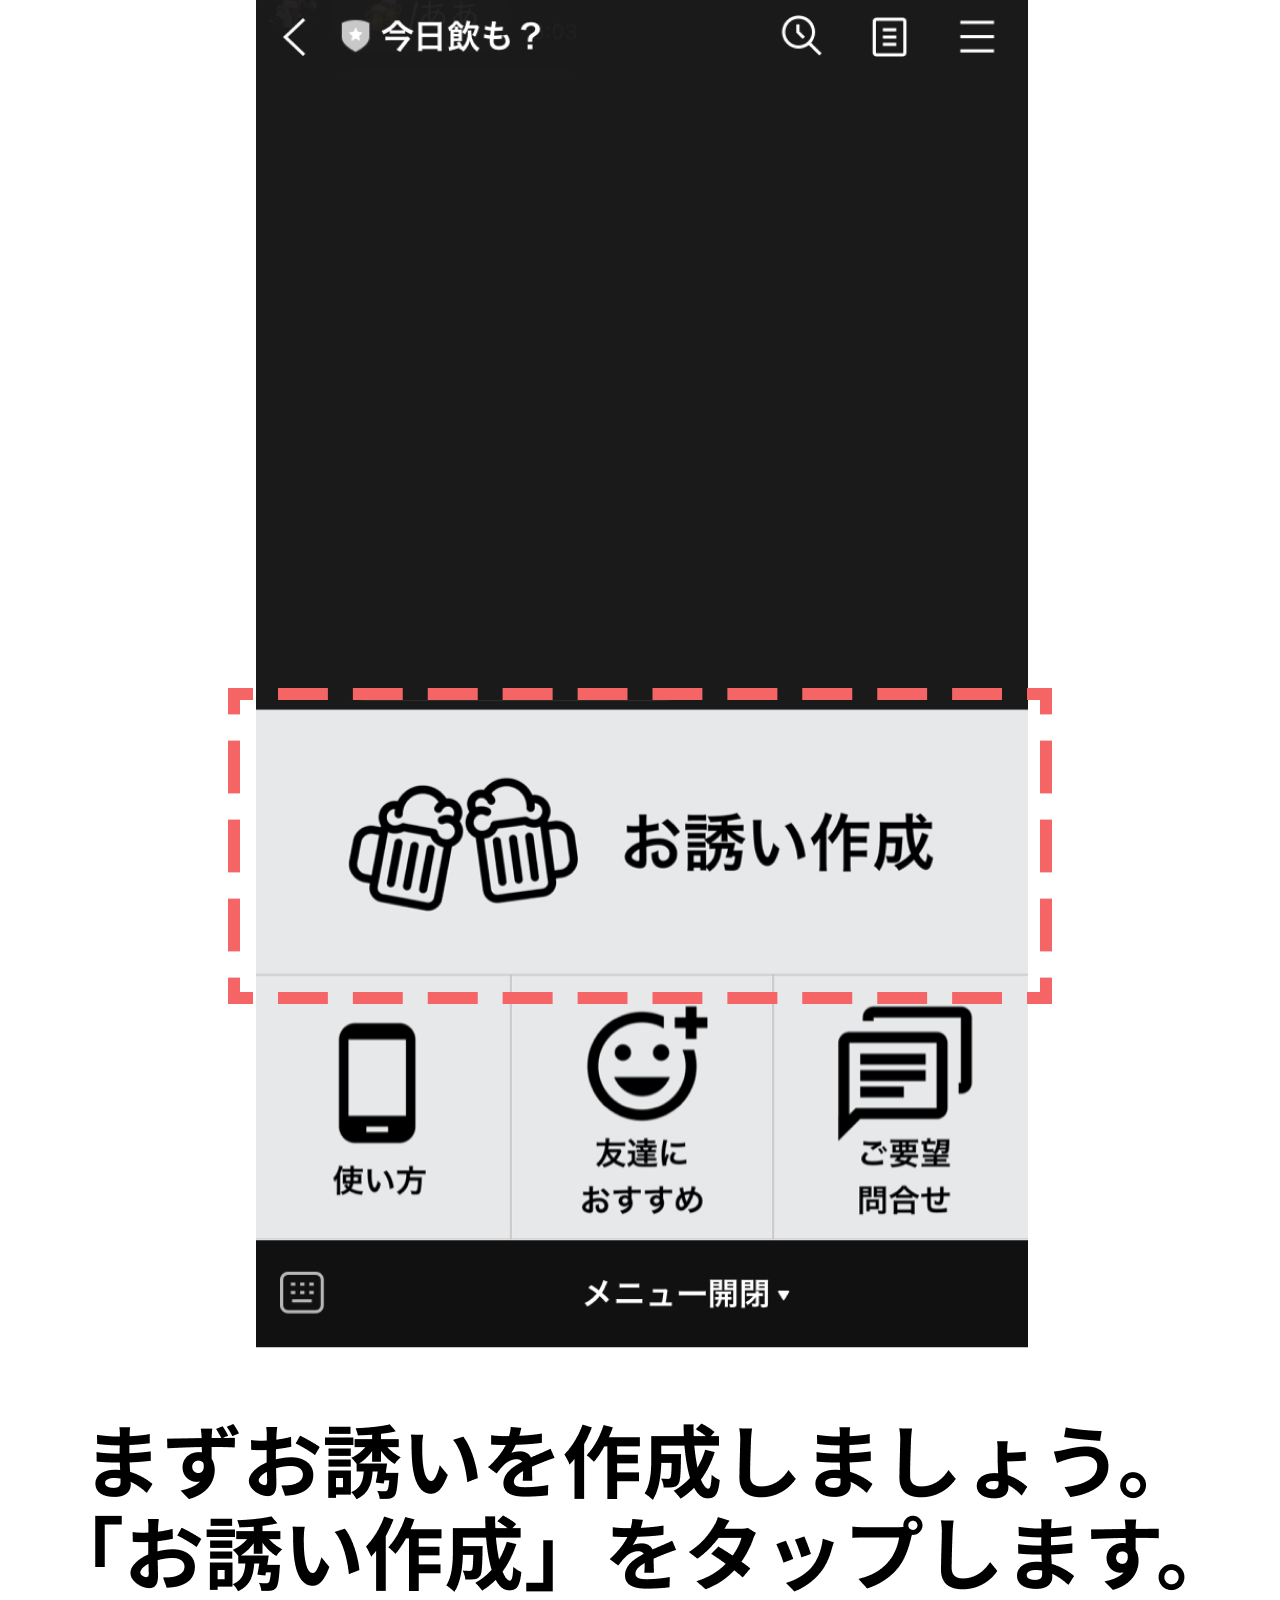 今日飲も？
お誘い作成
使い方
友達に
おすすめ
ご要望
問合せ
メニュー開閉▼
まずお誘いを作成しましょう。
「お誘い作成」をタップします。